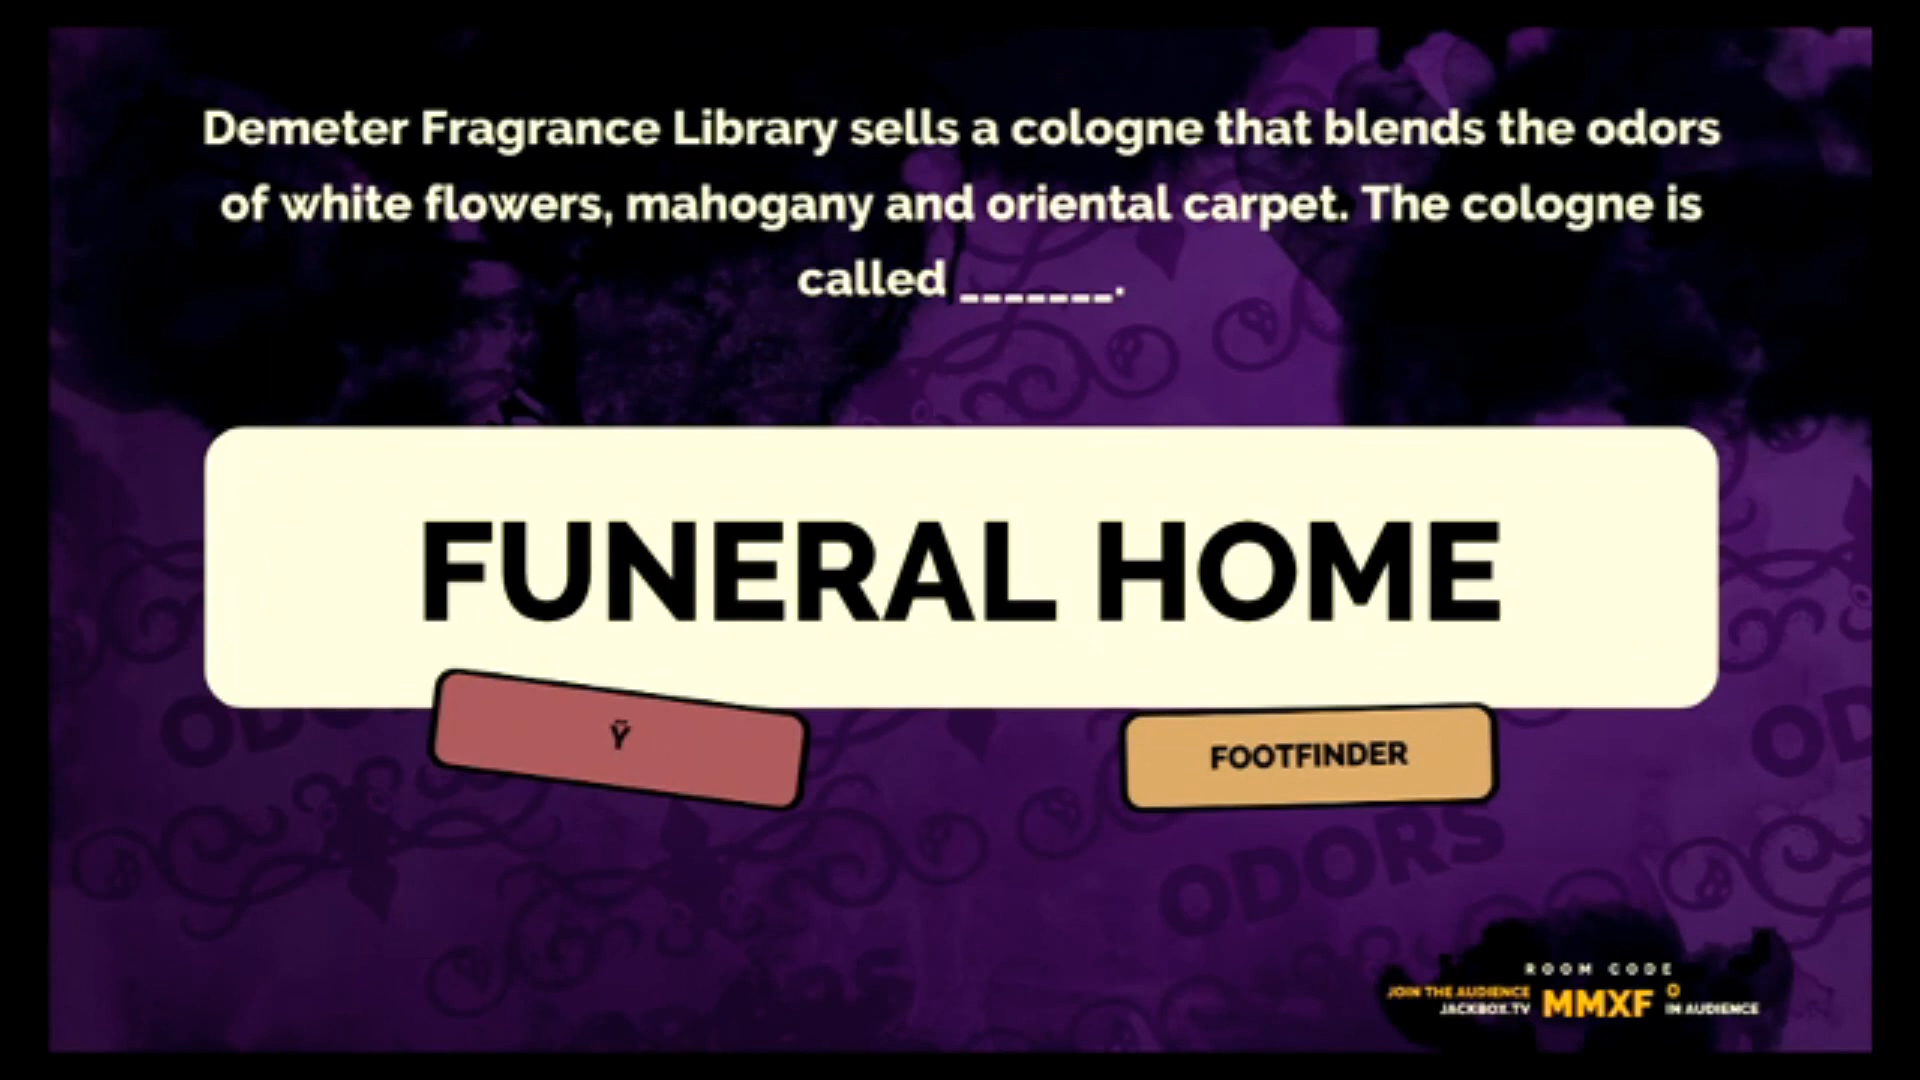 Demeter Fragrance Library sells a cologne that blends the odors
of white flowers, mahogany and oriental carpet. The cologne is
called _______.
FUNERAL HOME
Ÿ
FOOTFINDER
ODORS
ODORS
ROOM CODE
JOIN THE AUDIENCE
JACKBOX.TV
MMXF
0
IN AUDIENCE